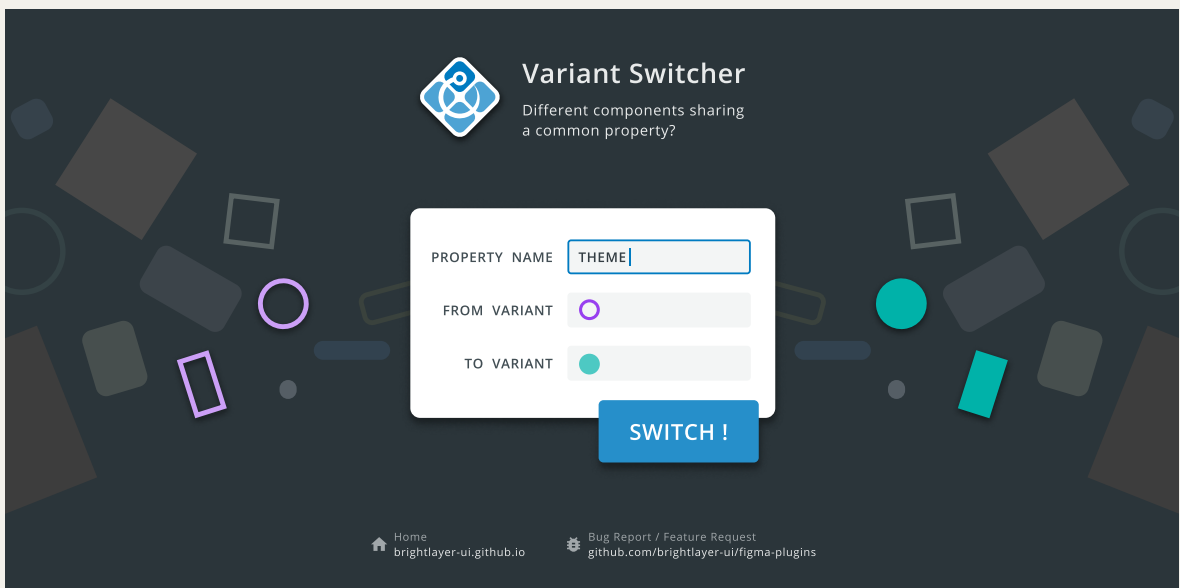 Variant Switcher
Different components sharing
a common property?
PROPERTY NAME THEME
FROM VARIANT
TO VARIANT
SWITCH !
Home
brightlayer-ui.github.io
Bug Report / Feature Request
github.com/brightlayer-ui/figma-plugins